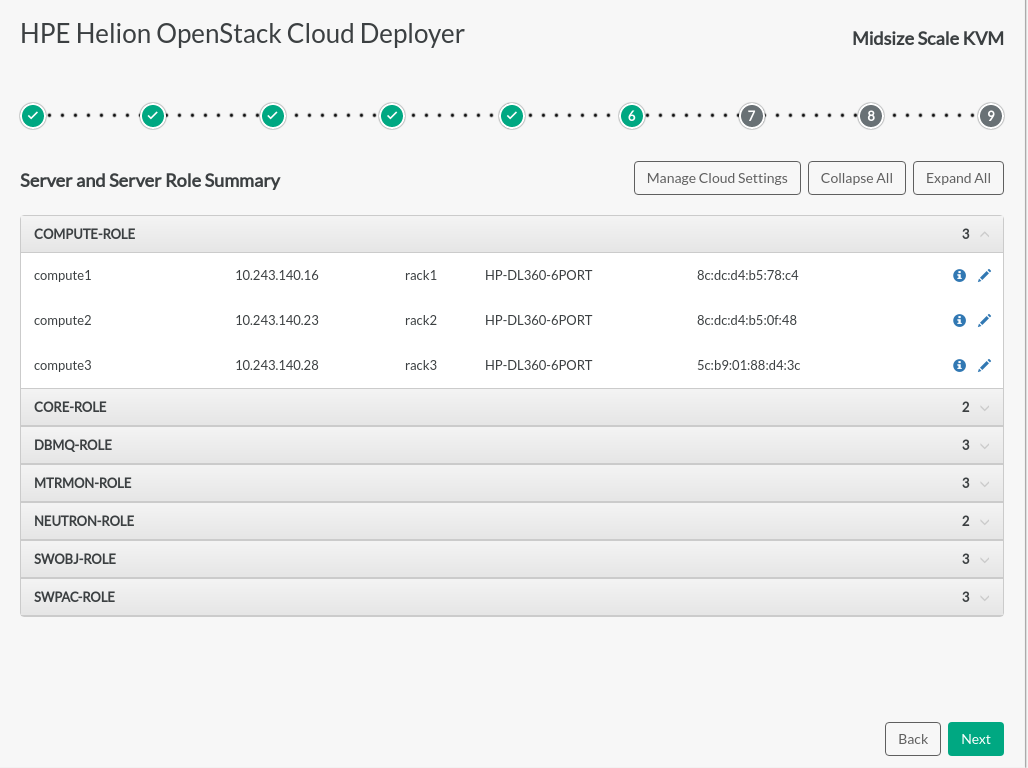 HPE Helion OpenStack Cloud Deployer
Midsize Scale KVM
6 7 8 9
Server and Server Role Summary
Manage Cloud Settings Collapse All Expand All
COMPUTE-ROLE 3
compute1 10.243.140.16 rack1 HP-DL360-6PORT 8c:dc:d4:b5:78:c4
compute2 10.243.140.23 rack2 HP-DL360-6PORT 8c:dc:d4:b5:0f:48
compute3 10.243.140.28 rack3 HP-DL360-6PORT 5c:b9:01:88:d4:3c
CORE-ROLE 2
DBMQ-ROLE 3
MTRMON-ROLE 3
NEUTRON-ROLE 2
SWOBJ-ROLE 3
SWPAC-ROLE 3
Back Next